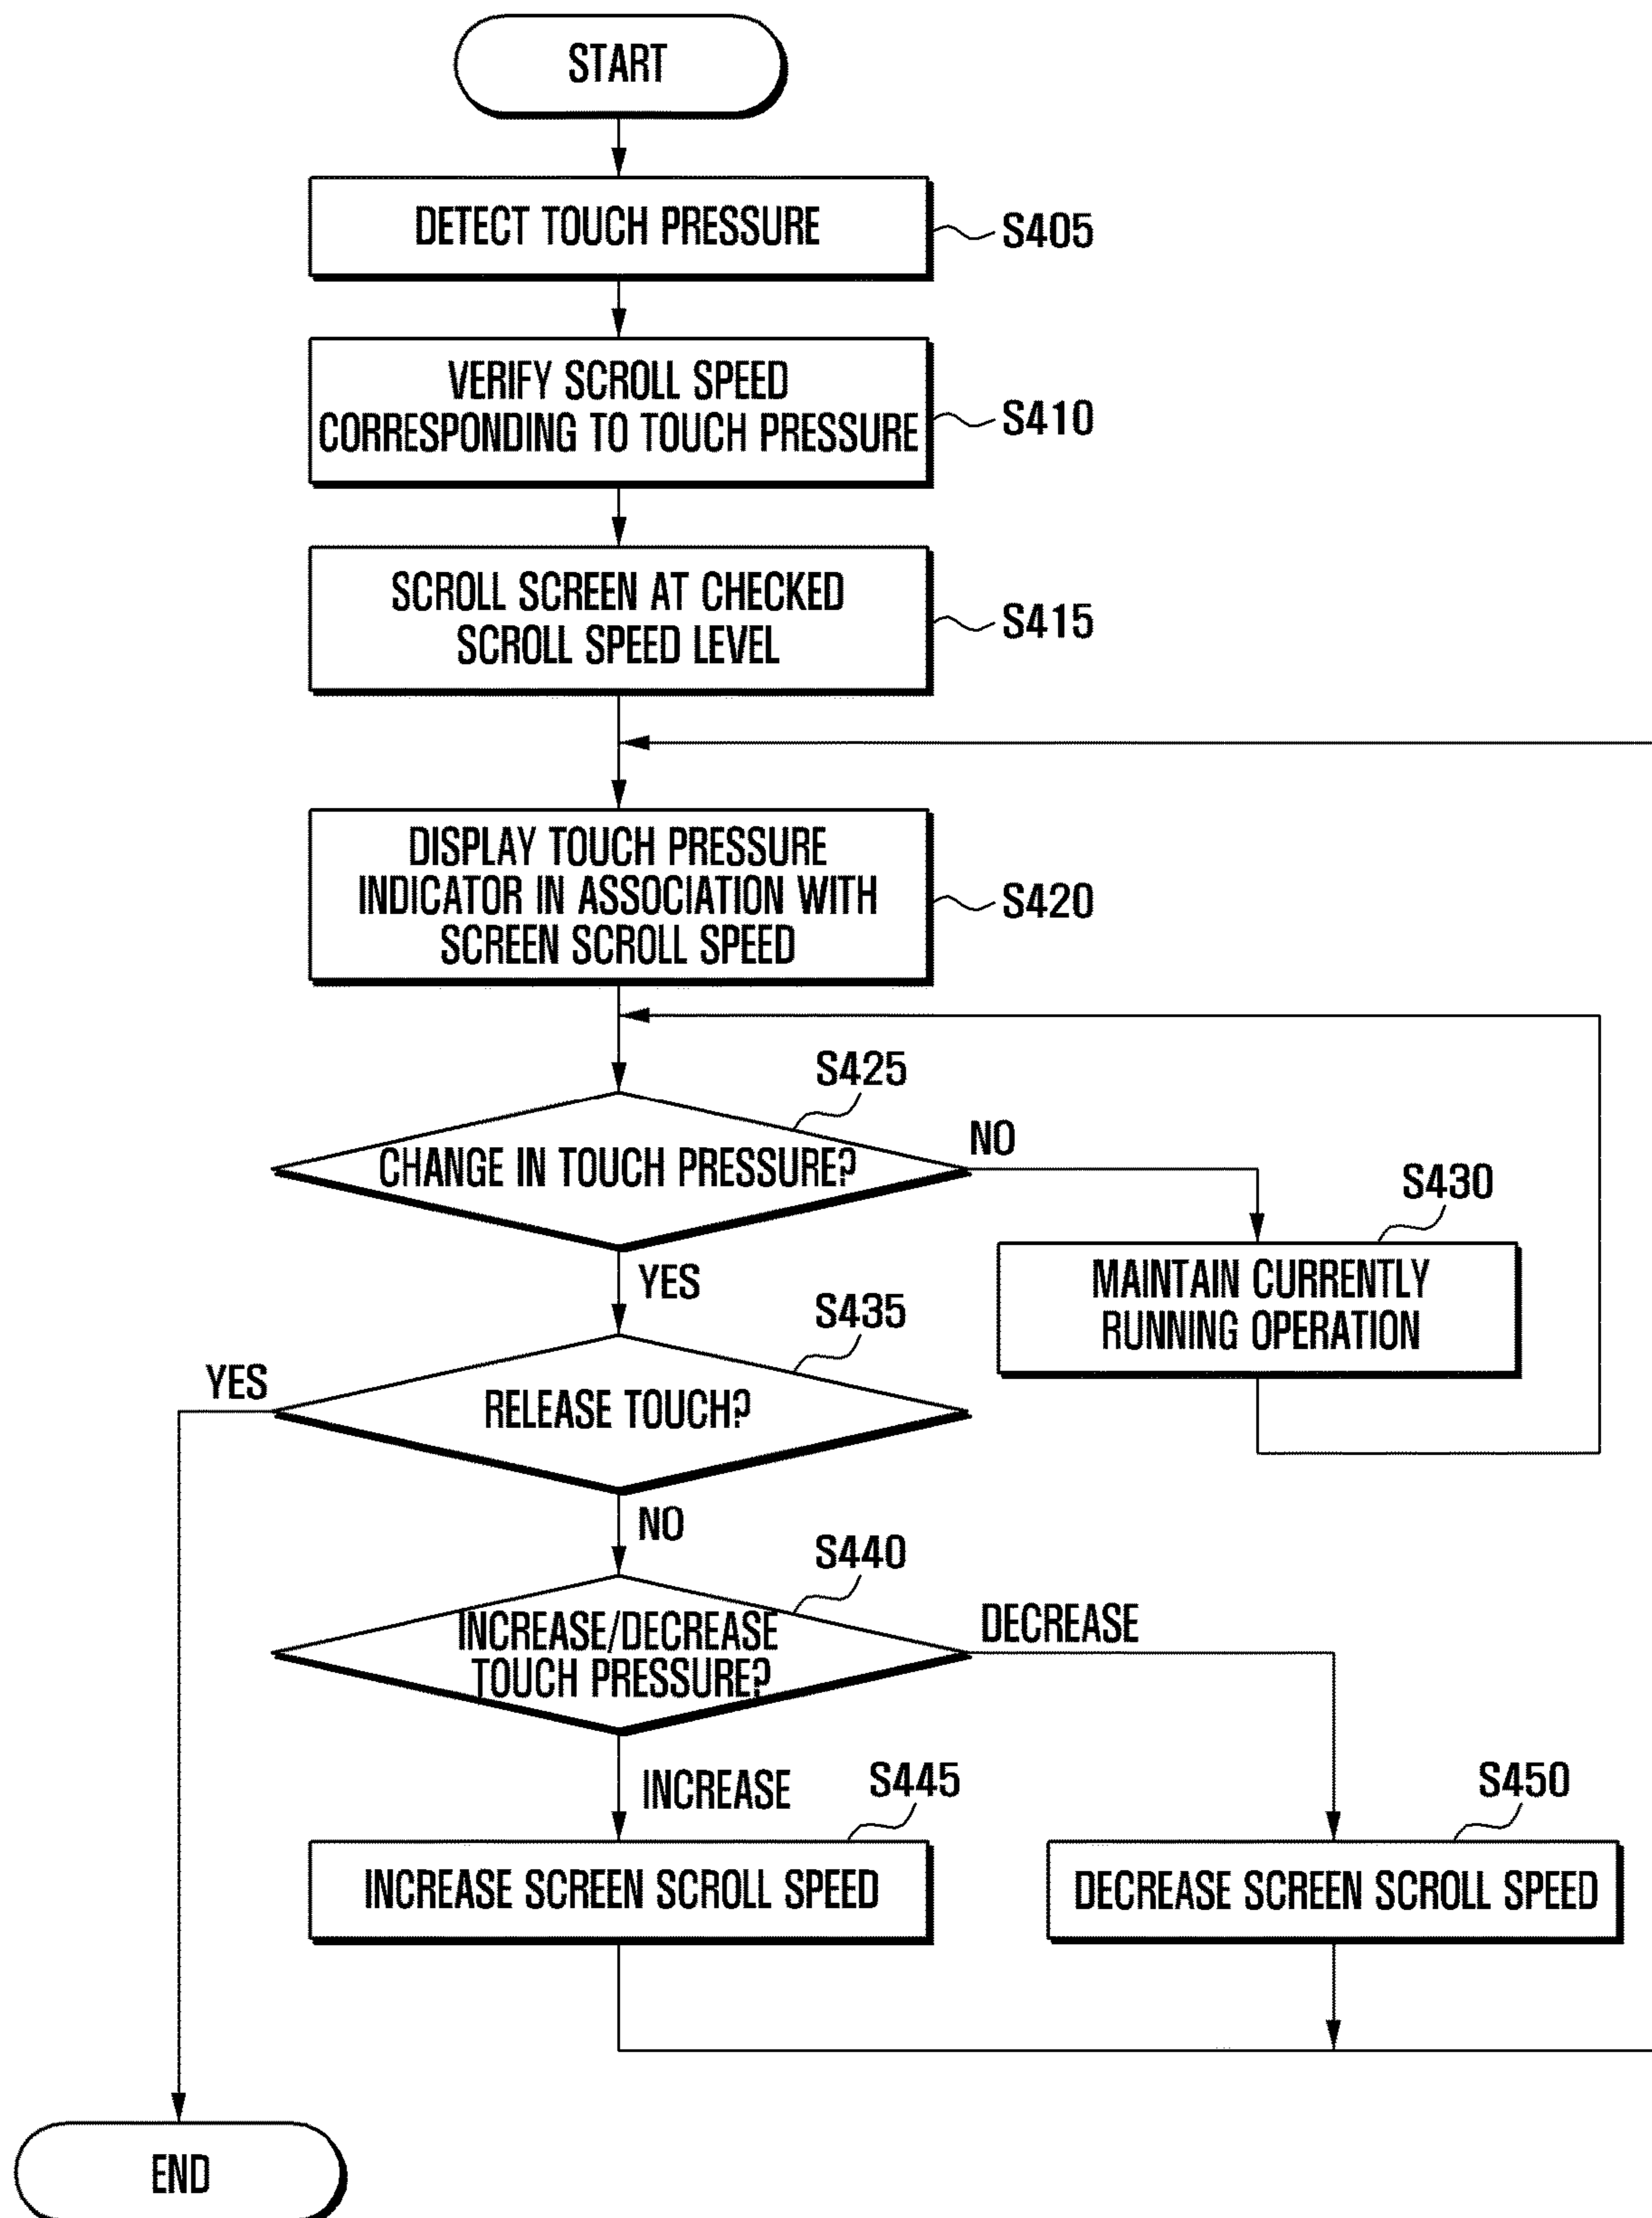 START
DETECT TOUCH PRESSURE
S405
VERIFY SCROLL SPEED
CORRESPONDING TO TOUCH PRESSURE
S410
SCROLL SCREEN AT CHECKED
SCROLL SPEED LEVEL
S415
DISPLAY TOUCH PRESSURE
INDICATOR IN ASSOCIATION WITH
SCREEN SCROLL SPEED
S420
S425
CHANGE IN TOUCH PRESSURE?
NO
S430
MAINTAIN CURRENTLY
RUNNING OPERATION
YES
S435
YES
RELEASE TOUCH?
NO
S440
INCREASE/DECREASE
TOUCH PRESSURE?
DECREASE
INCREASE
S445
S450
INCREASE SCREEN SCROLL SPEED
DECREASE SCREEN SCROLL SPEED
END